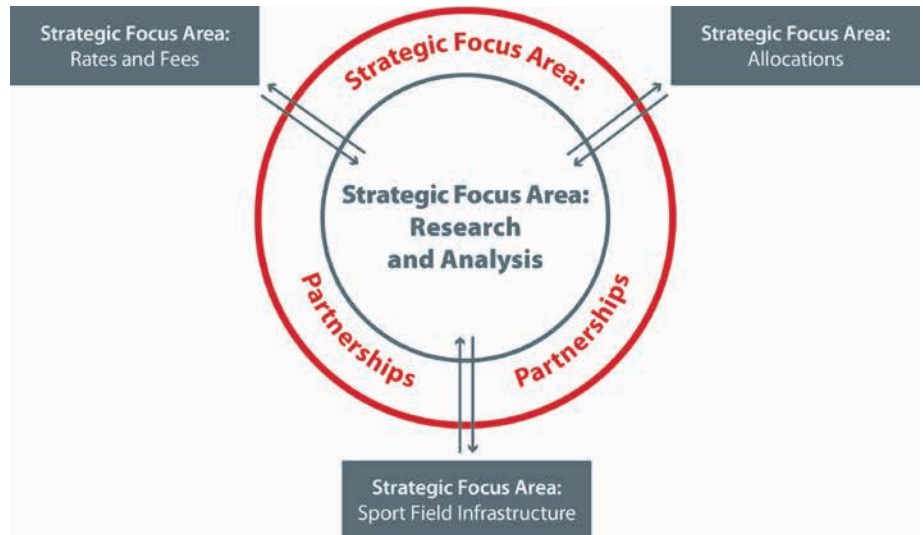 Strategic Focus Area:
Rates and Fees
Strategic Focus Area:
Strategic Focus Area:
Allocations
Strategic Focus Area:
Research
and Analysis
Partnerships
Partnerships
Strategic Focus Area:
Sport Field Infrastructure